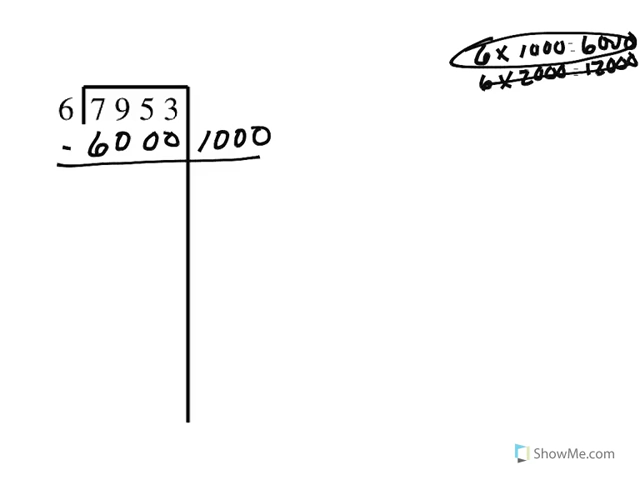 6 x 1000 = 6000
6 x 2000 = 12000
6 7953
- 6000 1000
ShowMe.com